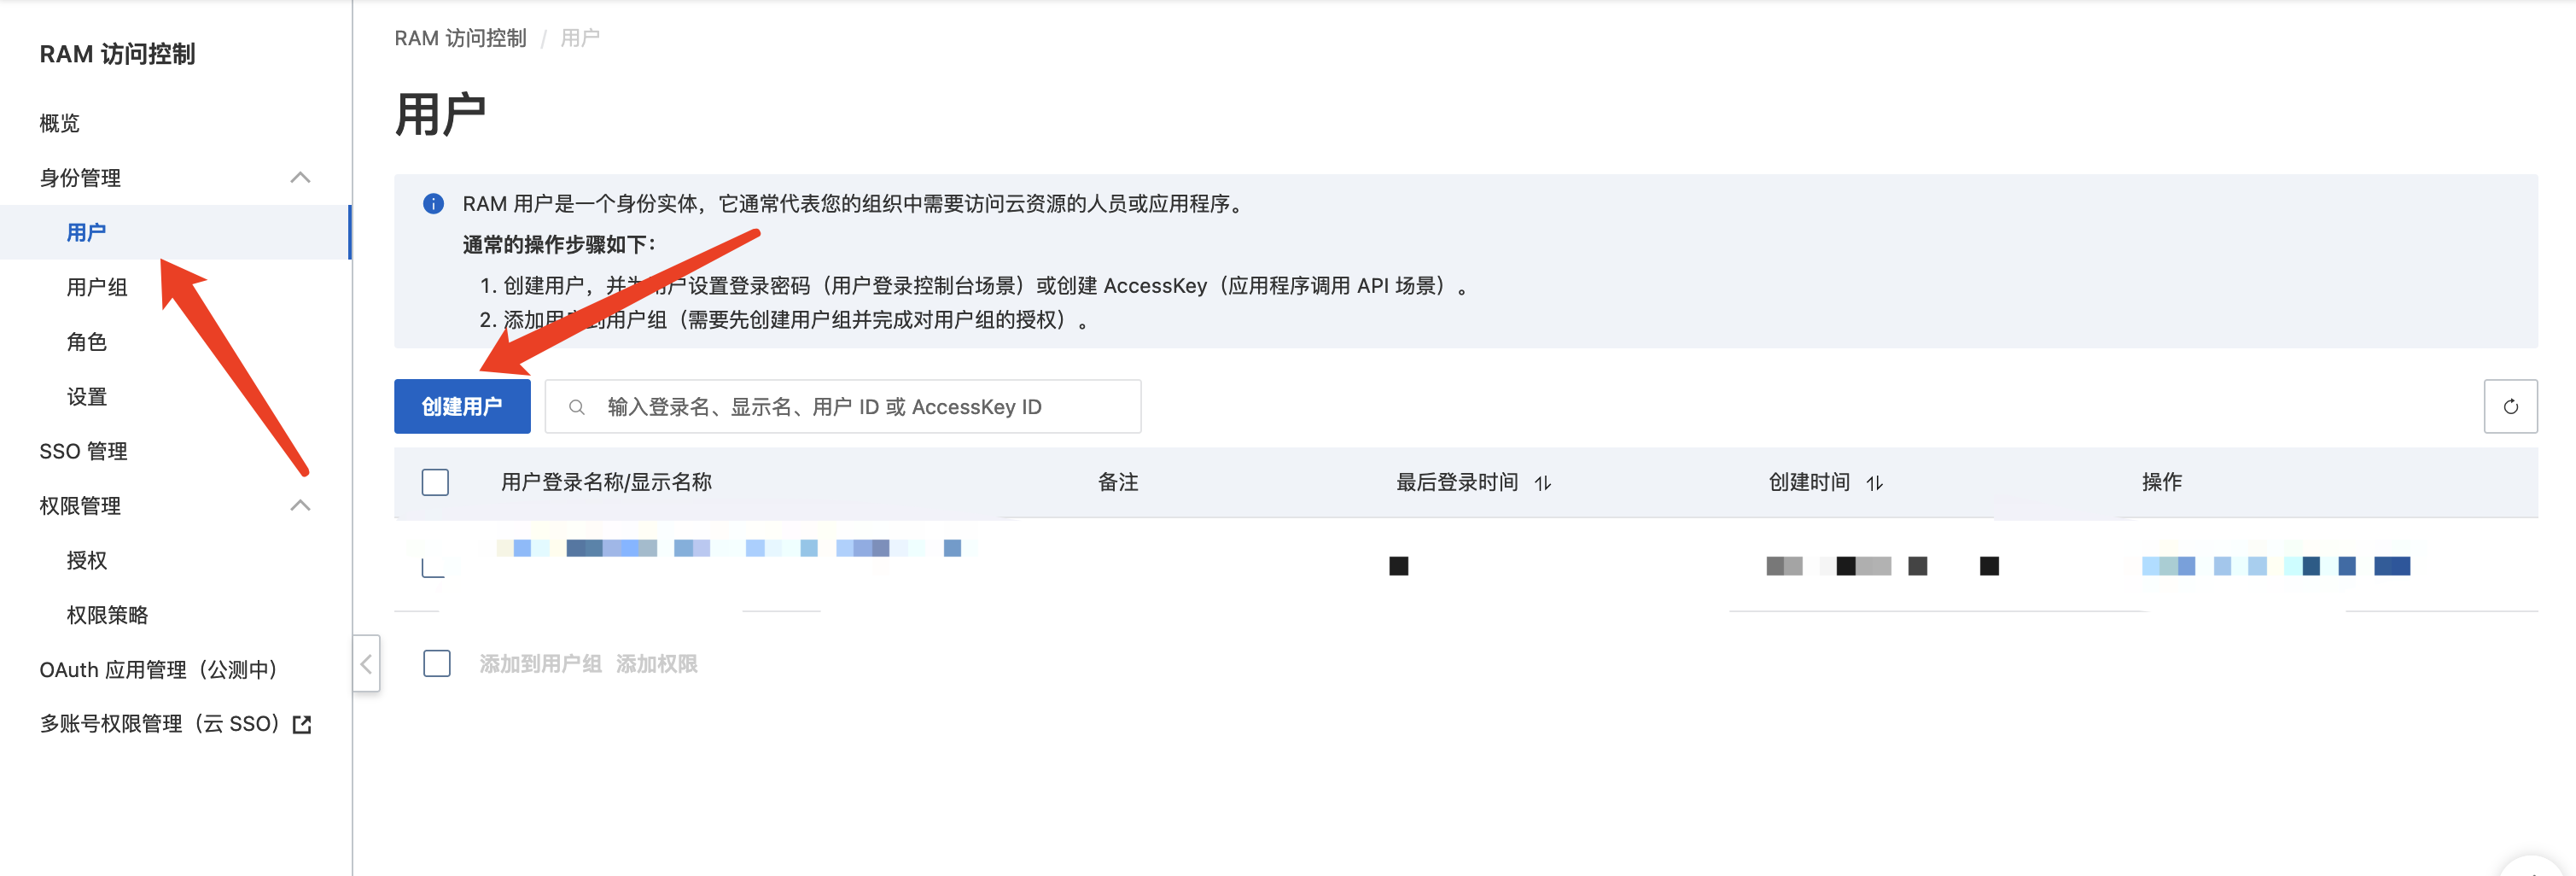 RAM 访问控制
概览
身份管理
用户
用户组
角色
设置
SSO 管理
权限管理
授权
权限策略
OAuth 应用管理（公测中）
多账号权限管理（云 SSO）
RAM 访问控制 / 用户
用户
RAM 用户是一个身份实体，它通常代表您的组织中需要访问云资源的人员或应用程序。
通常的操作步骤如下：
1. 创建用户，并为用户设置登录密码（用户登录控制台场景）或创建 AccessKey（应用程序调用 API 场景）。
2. 添加用户到用户组（需要先创建用户组并完成对用户组的授权）。
创建用户
输入登录名、显示名、用户 ID 或 AccessKey ID
用户登录名称/显示名称 备注 最后登录时间 创建时间 操作
添加到用户组 添加权限